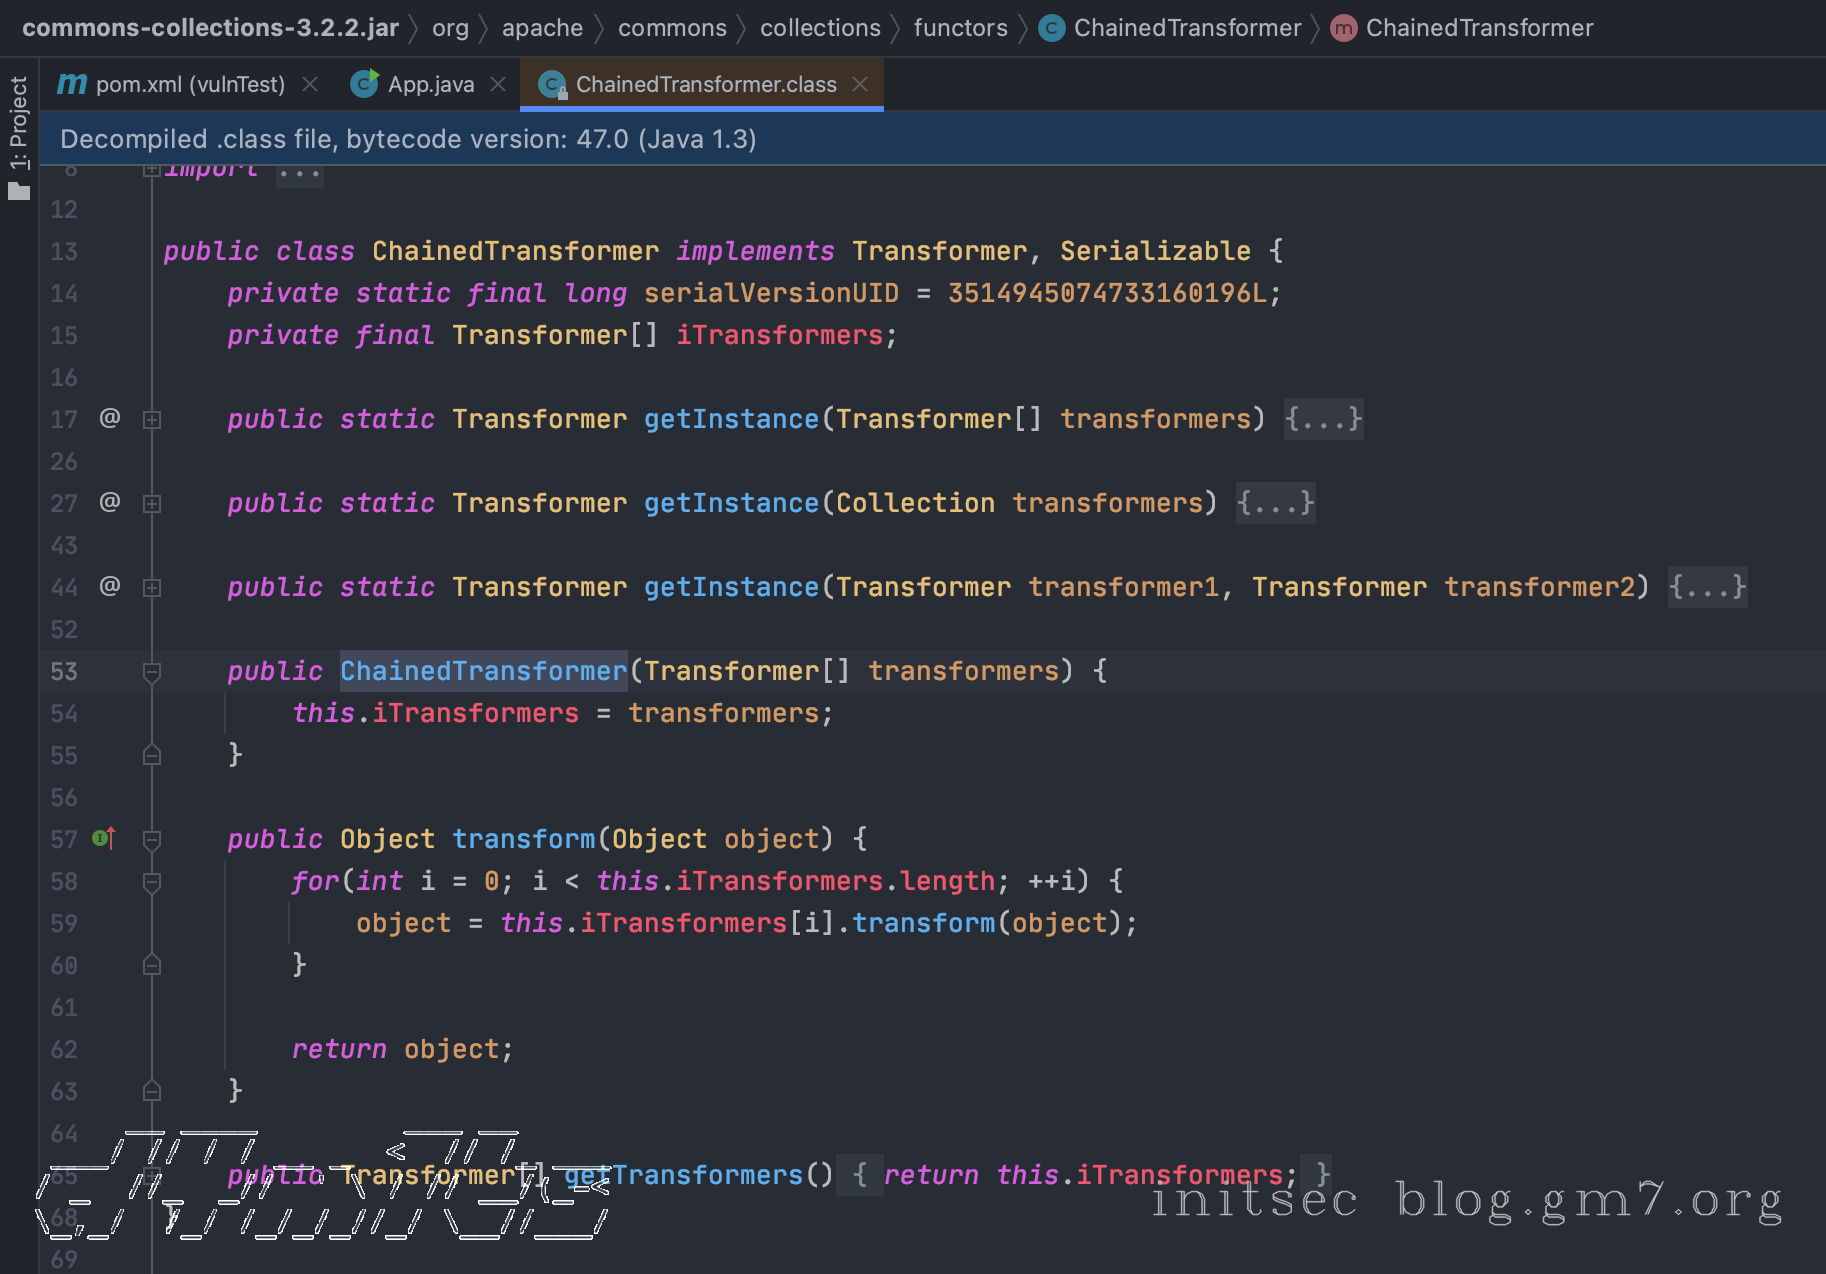 commons-collections-3.2.2.jar 〉 org 〉 apache 〉 commons 〉 collections 〉 functors 〉 C ChainedTransformer 〉 m ChainedTransformer
1: Project
m pom.xml (vulnTest) × C App.java × C ChainedTransformer.class ×
Decompiled .class file, bytecode version: 47.0 (Java 1.3)
8 import ...
12
13 public class ChainedTransformer implements Transformer, Serializable {
14 private static final long serialVersionUID = 3514945074733160196L;
15 private final Transformer[] iTransformers;
16
17 @ public static Transformer getInstance(Transformer[] transformers) {...}
26
27 @ public static Transformer getInstance(Collection transformers) {...}
43
44 @ public static Transformer getInstance(Transformer transformer1, Transformer transformer2) {...}
52
53 public ChainedTransformer(Transformer[] transformers) {
54 this.iTransformers = transformers;
55 }
56
57 public Object transform(Object object) {
58 for(int i = 0; i < this.iTransformers.length; ++i) {
59 object = this.iTransformers[i].transform(object);
60 }
61
62 return object;
63 }
64
65 public Transformer[] getTransformers() { return this.iTransformers; }
68 }
69
initsec blog.gm7.org